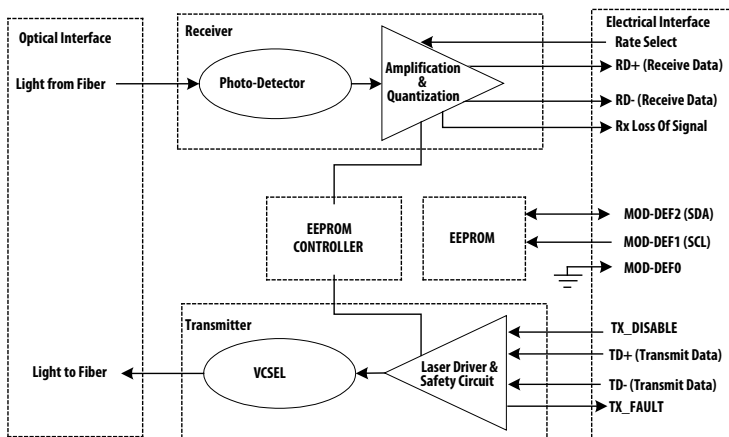 Optical Interface
Receiver
Electrical Interface
Rate Select
Light from Fiber
Photo-Detector
Amplification
&
Quantization
RD+ (Receive Data)
RD- (Receive Data)
Rx Loss Of Signal
EEPROM
CONTROLLER
EEPROM
MOD-DEF2 (SDA)
MOD-DEF1 (SCL)
MOD-DEF0
Transmitter
Light to Fiber
VCSEL
Laser Driver &
Safety Circuit
TX_DISABLE
TD+ (Transmit Data)
TD- (Transmit Data)
TX_FAULT